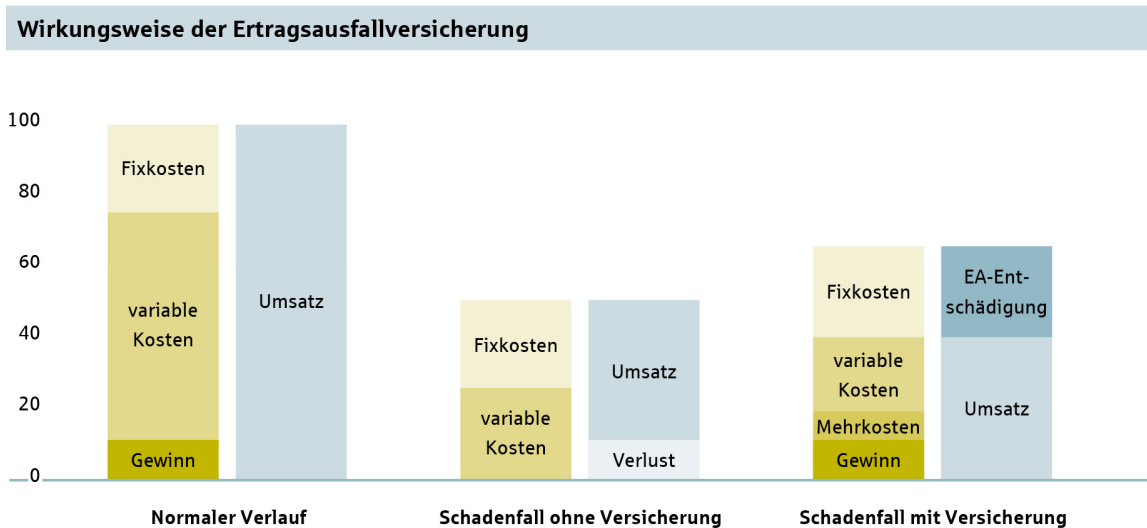 Wirkungsweise der Ertragsausfallversicherung
100
80
60
40
20
0
Fixkosten
variable
Kosten
Gewinn
Umsatz
Normaler Verlauf
Fixkosten
variable
Kosten
Umsatz
Verlust
Schadenfall ohne Versicherung
Fixkosten
variable
Kosten
Mehrkosten
Gewinn
EA-Ent-
schädigung
Umsatz
Schadenfall mit Versicherung